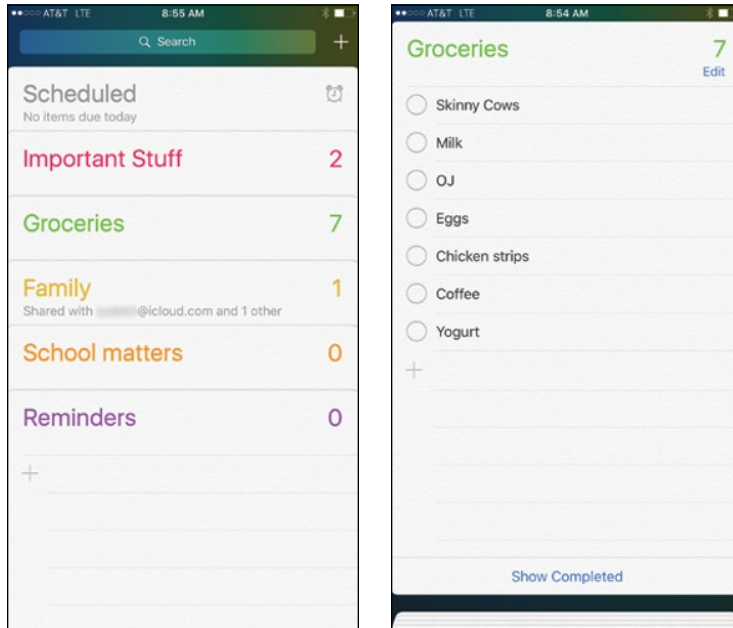 AT&T LTE 8:55 AM
Search
Scheduled
No items due today
Important Stuff 2
Groceries 7
Family 1
Shared with @icloud.com and 1 other
School matters 0
Reminders 0
AT&T LTE 8:54 AM
Groceries 7
Edit
Skinny Cows
Milk
OJ
Eggs
Chicken strips
Coffee
Yogurt
Show Completed